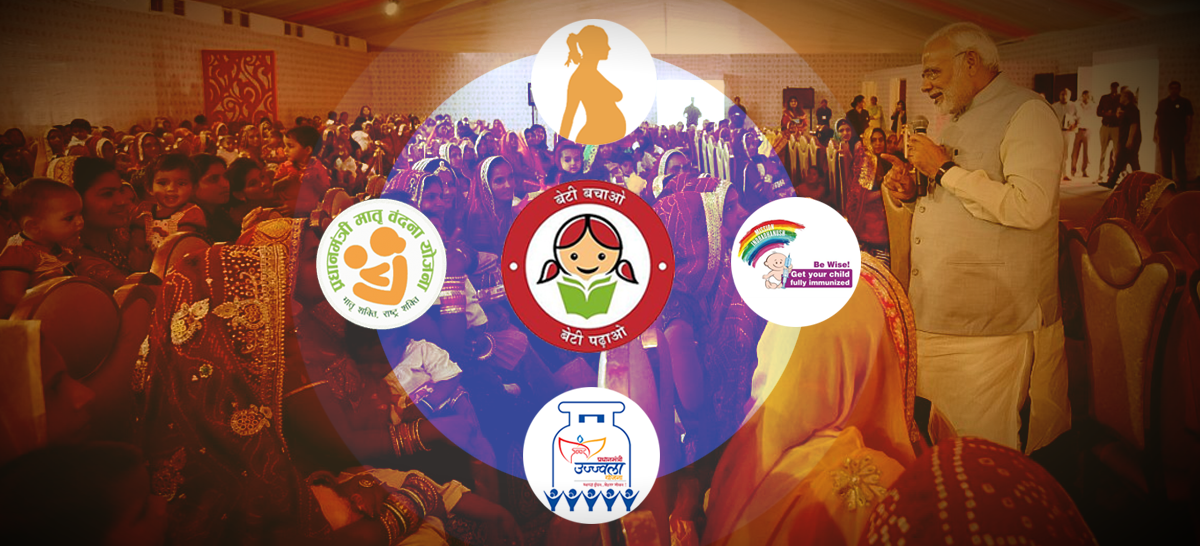 बेटी बचाओ
बेटी पढ़ाओ
प्रधानमंत्री मातृ वंदना योजना
मातृ शक्ति, राष्ट्र शक्ति
Be Wise!
Get your child
fully immunized
प्रधानमंत्री
उज्ज्वला
योजना